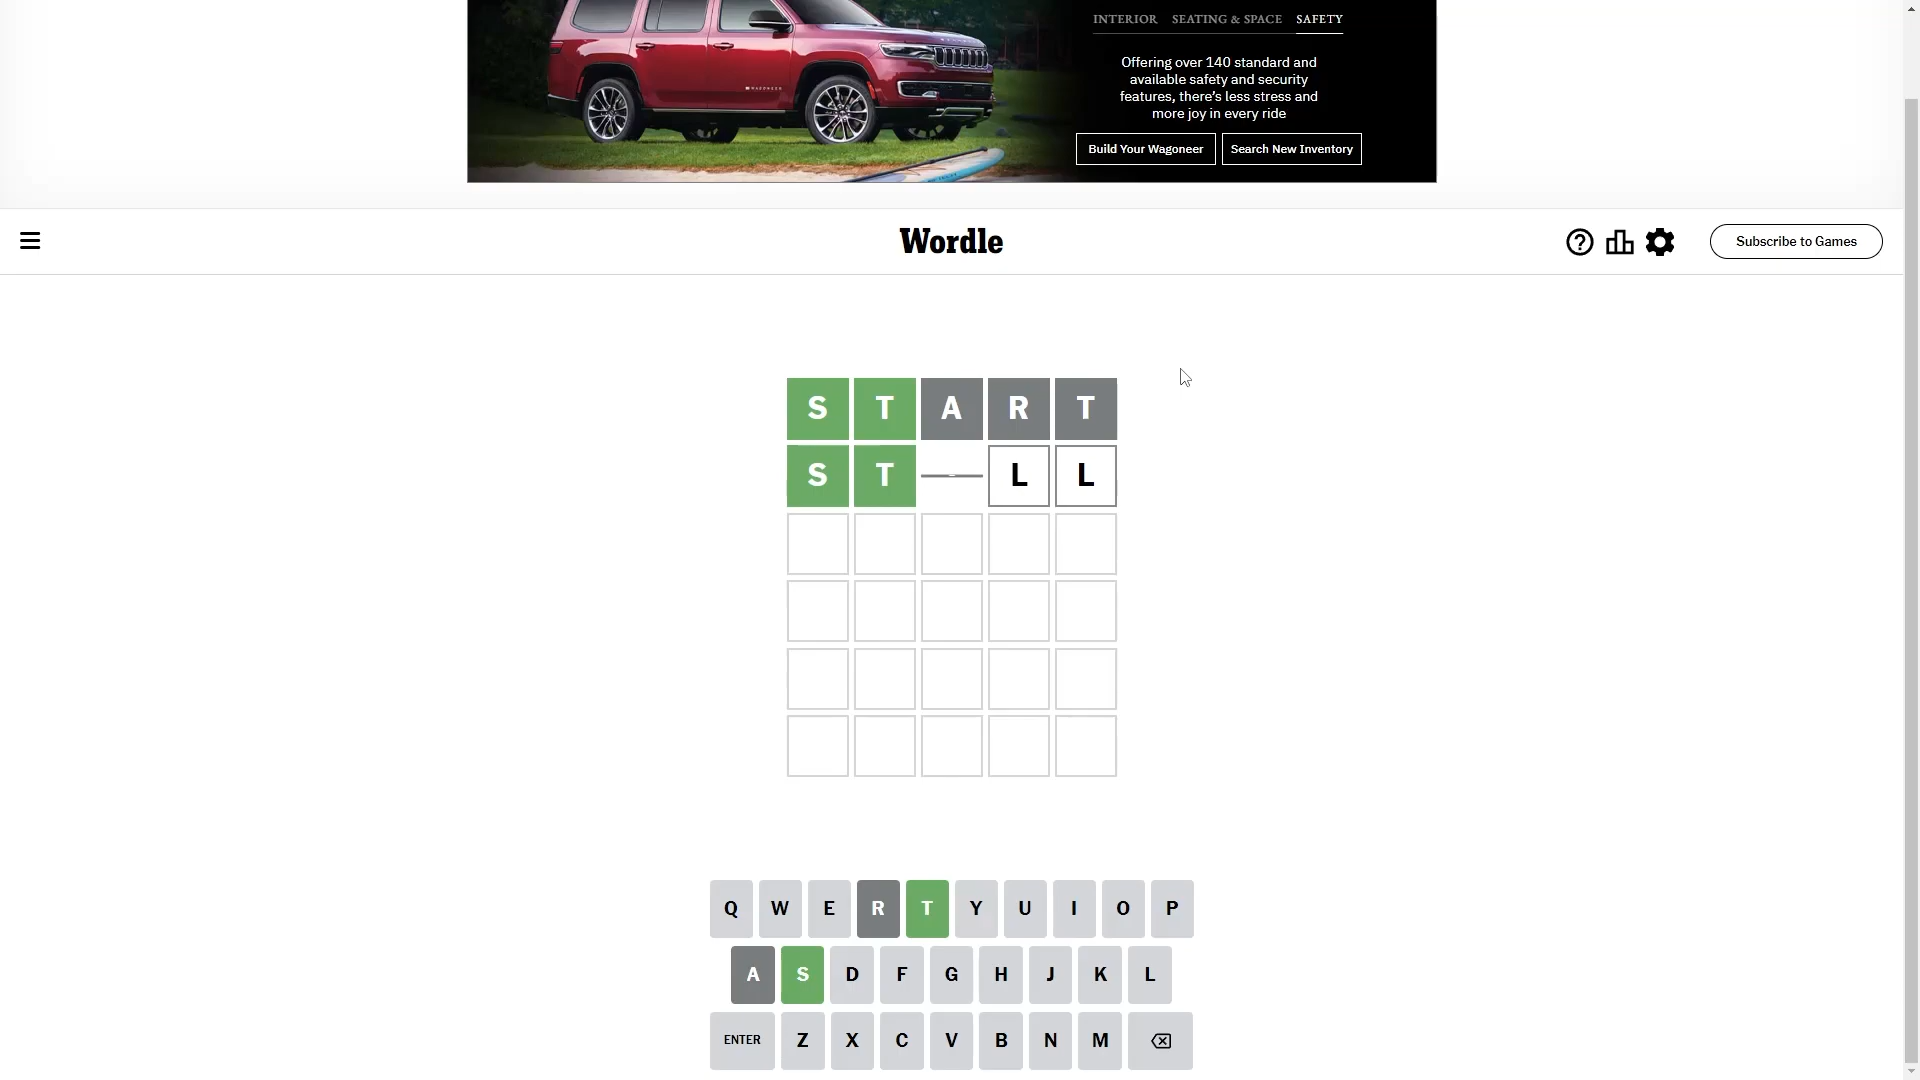 INTERIOR SEATING & SPACE SAFETY
Offering over 140 standard and
available safety and security
features, there's less stress and
more joy in every ride
Build Your Wagoneer Search New Inventory
Wordle
Subscribe to Games
S T A R T
S T L L
Q W E R T Y U I O P
A S D F G H J K L
ENTER Z X C V B N M